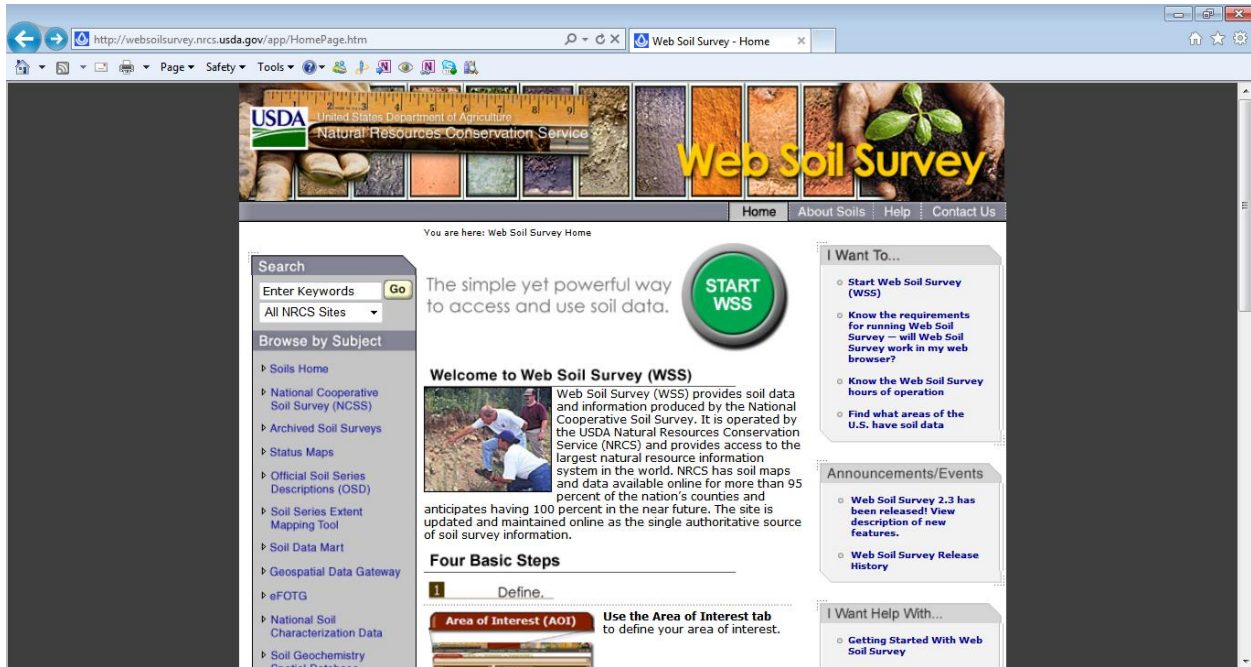 http://websoilsurvey.nrcs.usda.gov/app/HomePage.htm
Web Soil Survey - Home
Page
Safety
Tools
1 2 3 4 5 6 7 8 9
USDA
United States Department of Agriculture
Natural Resources Conservation Service
Web Soil Survey
Home
About Soils
Help
Contact Us
You are here: Web Soil Survey Home
Search
Enter Keywords
Go
All NRCS Sites
Browse by Subject
Soils Home
National Cooperative
Soil Survey (NCSS)
Archived Soil Surveys
Status Maps
Official Soil Series
Descriptions (OSD)
Soil Series Extent
Mapping Tool
Soil Data Mart
Geospatial Data Gateway
eFOTG
National Soil
Characterization Data
Soil Geochemistry
Spatial Database
The simple yet powerful way
to access and use soil data.
START
WSS
Welcome to Web Soil Survey (WSS)
Web Soil Survey (WSS) provides soil data
and information produced by the National
Cooperative Soil Survey. It is operated by
the USDA Natural Resources Conservation
Service (NRCS) and provides access to the
largest natural resource information
system in the world. NRCS has soil maps
and data available online for more than 95
percent of the nation's counties and
anticipates having 100 percent in the near future. The site is
updated and maintained online as the single authoritative source
of soil survey information.
Four Basic Steps
1
Define.
Area of Interest (AOI)
Use the Area of Interest tab
to define your area of interest.
I Want To...
Start Web Soil Survey
(WSS)
Know the requirements
for running Web Soil
Survey — will Web Soil
Survey work in my web
browser?
Know the Web Soil Survey
hours of operation
Find what areas of the
U.S. have soil data
Announcements/Events
Web Soil Survey 2.3 has
been released! View
description of new
features.
Web Soil Survey Release
History
I Want Help With...
Getting Started With Web
Soil Survey